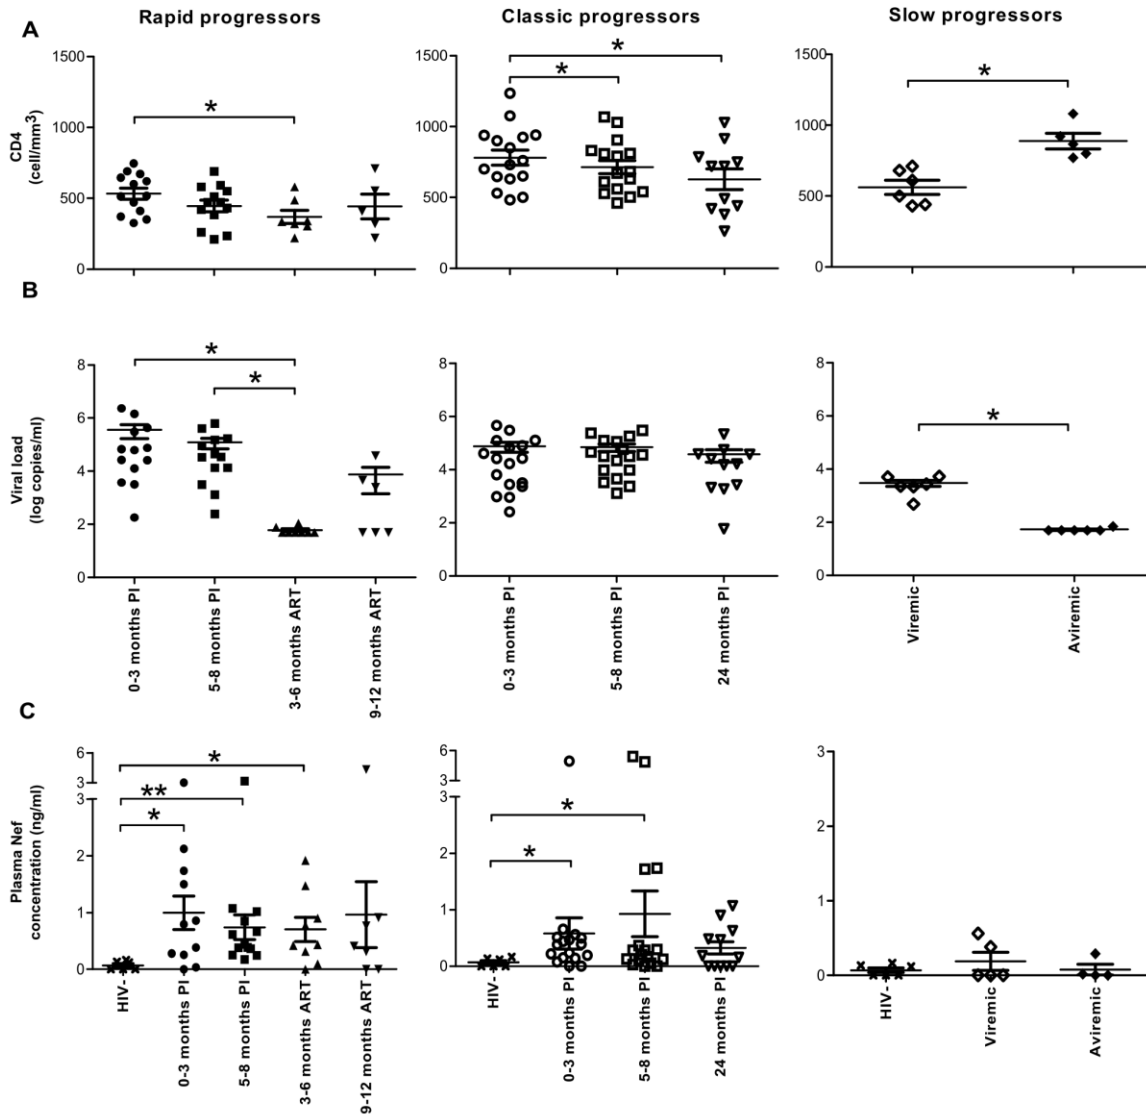 Rapid progressors
Classic progressors
Slow progressors
A
CD4
(cell/mm³)
1500
1000
500
0
*
1500
1000
500
0
*
*
1500
1000
500
0
*
B
Viral load
(log copies/ml)
8
6
4
2
0
*
*
0-3 months PI
5-8 months PI
3-6 months ART
9-12 months ART
8
6
4
2
0
0-3 months PI
5-8 months PI
24 months PI
8
6
4
2
0
*
Viremic
Aviremic
C
Plasma Nef
concentration (ng/ml)
6
3
3
2
1
0
*
**
*
HIV-
0-3 months PI
5-8 months PI
3-6 months ART
9-12 months ART
6
3
3
2
1
0
*
*
HIV-
0-3 months PI
5-8 months PI
24 months PI
3
2
1
0
HIV-
Viremic
Aviremic